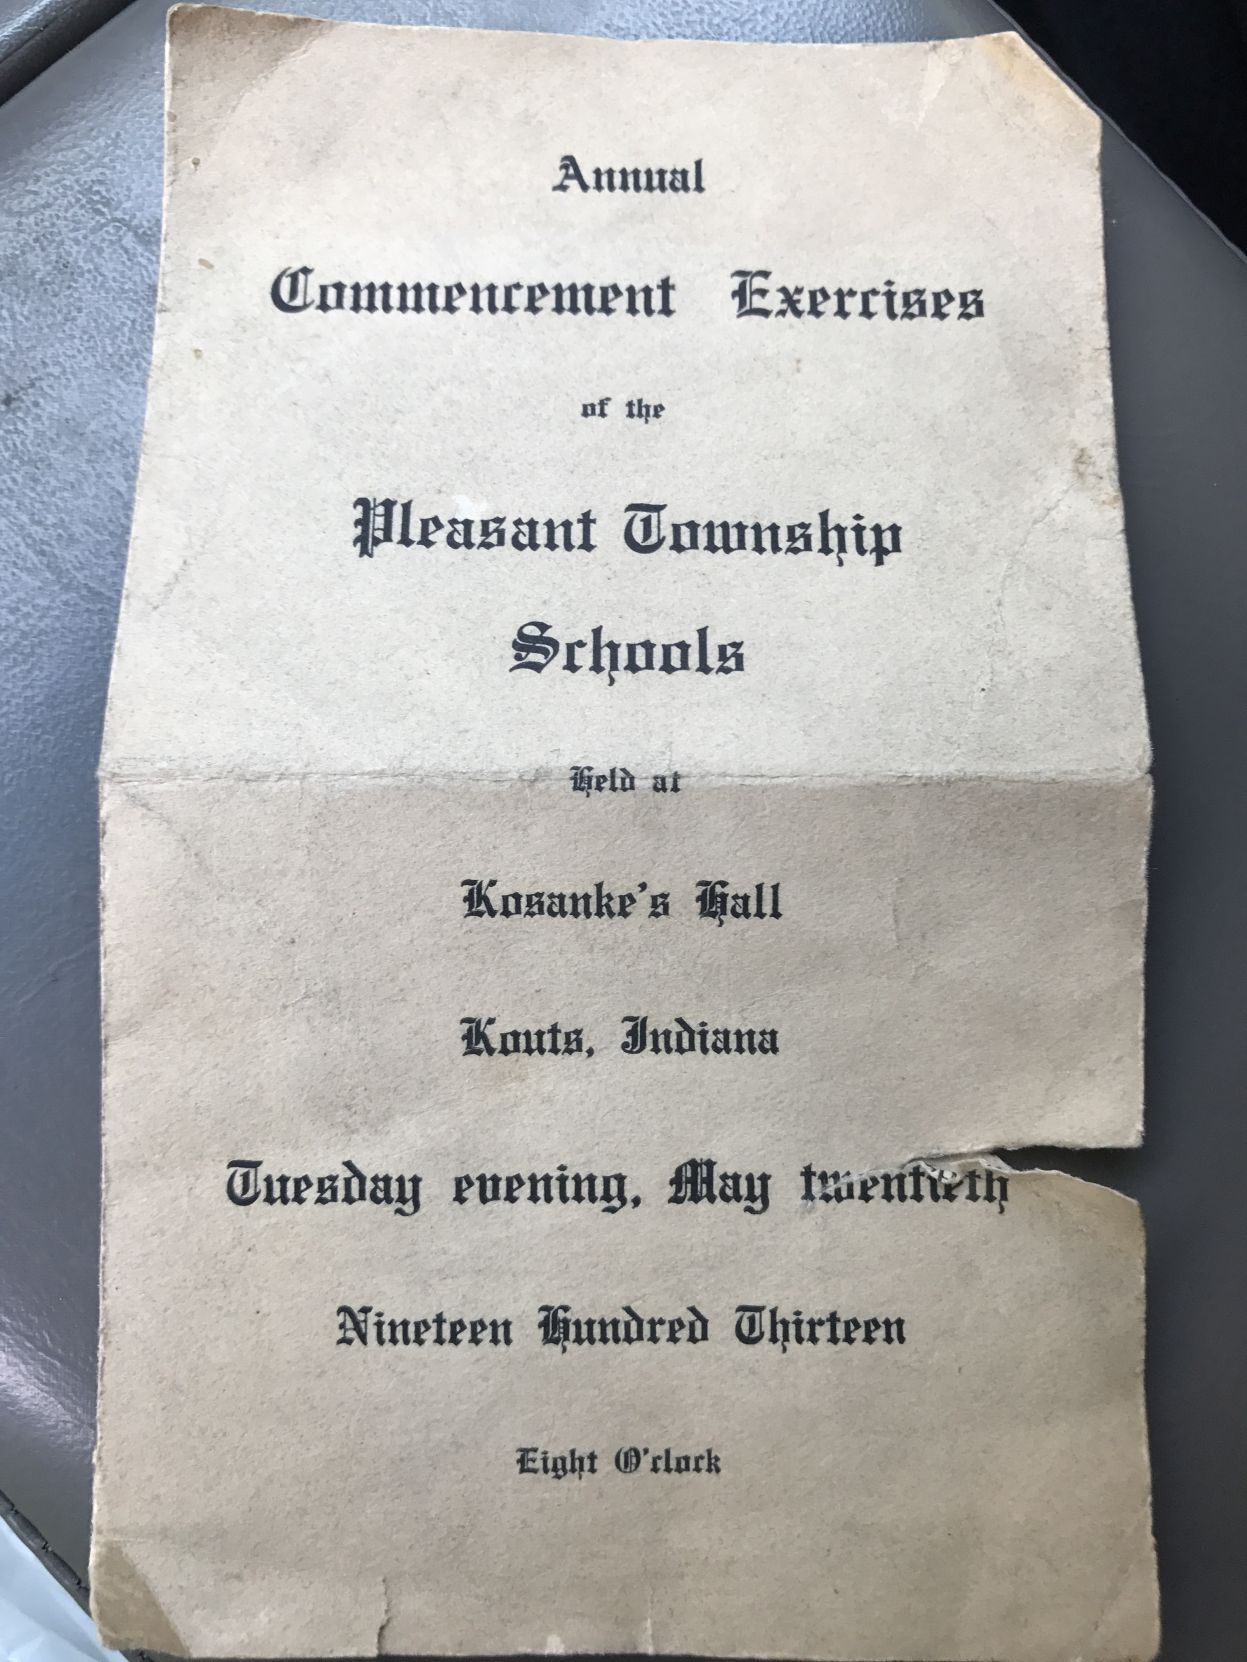 Annual
Commencement Exercises
of the
Pleasant Township
Schools
Held at
Kosanke's Hall
Kouts, Indiana
Tuesday evening, May twentieth
Nineteen Hundred Thirteen
Eight O'clock